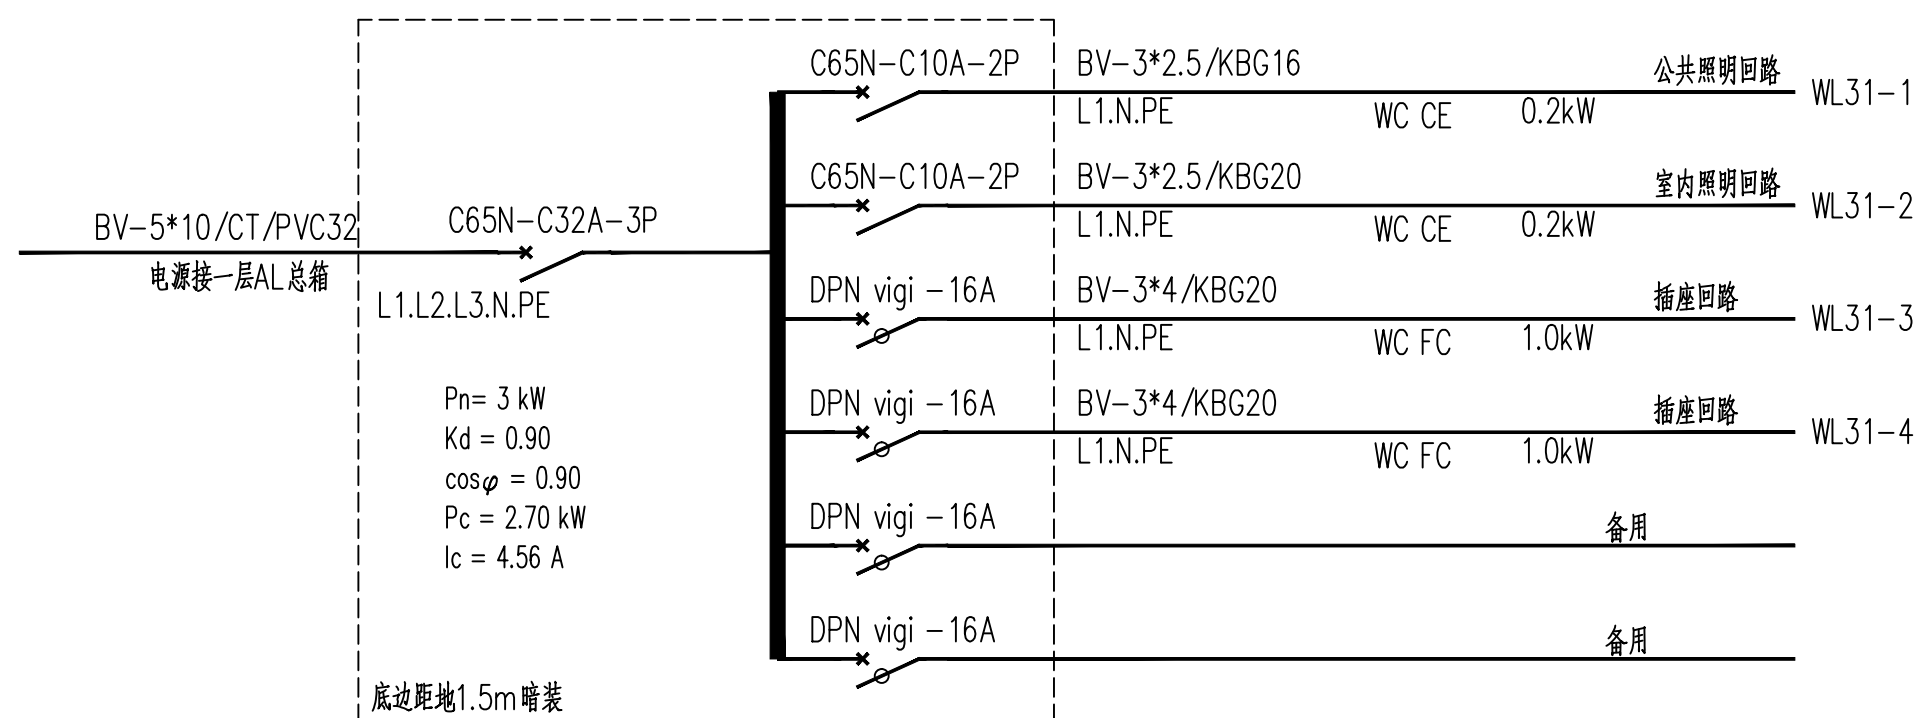 BV-5*10/CT/PVC32
电源接一层AL总箱
C65N-C32A-3P
L1.L2.L3.N.PE
Pn= 3 kW
Kd = 0.90
cosφ = 0.90
Pc = 2.70 kW
Ic = 4.56 A
底边距地1.5m暗装
C65N-C10A-2P BV-3*2.5/KBG16 公共照明回路 WL31-1
L1.N.PE WC CE 0.2kW
C65N-C10A-2P BV-3*2.5/KBG20 室内照明回路 WL31-2
L1.N.PE WC CE 0.2kW
DPN vigi -16A BV-3*4/KBG20 插座回路 WL31-3
L1.N.PE WC FC 1.0kW
DPN vigi -16A BV-3*4/KBG20 插座回路 WL31-4
L1.N.PE WC FC 1.0kW
DPN vigi -16A 备用
DPN vigi -16A 备用